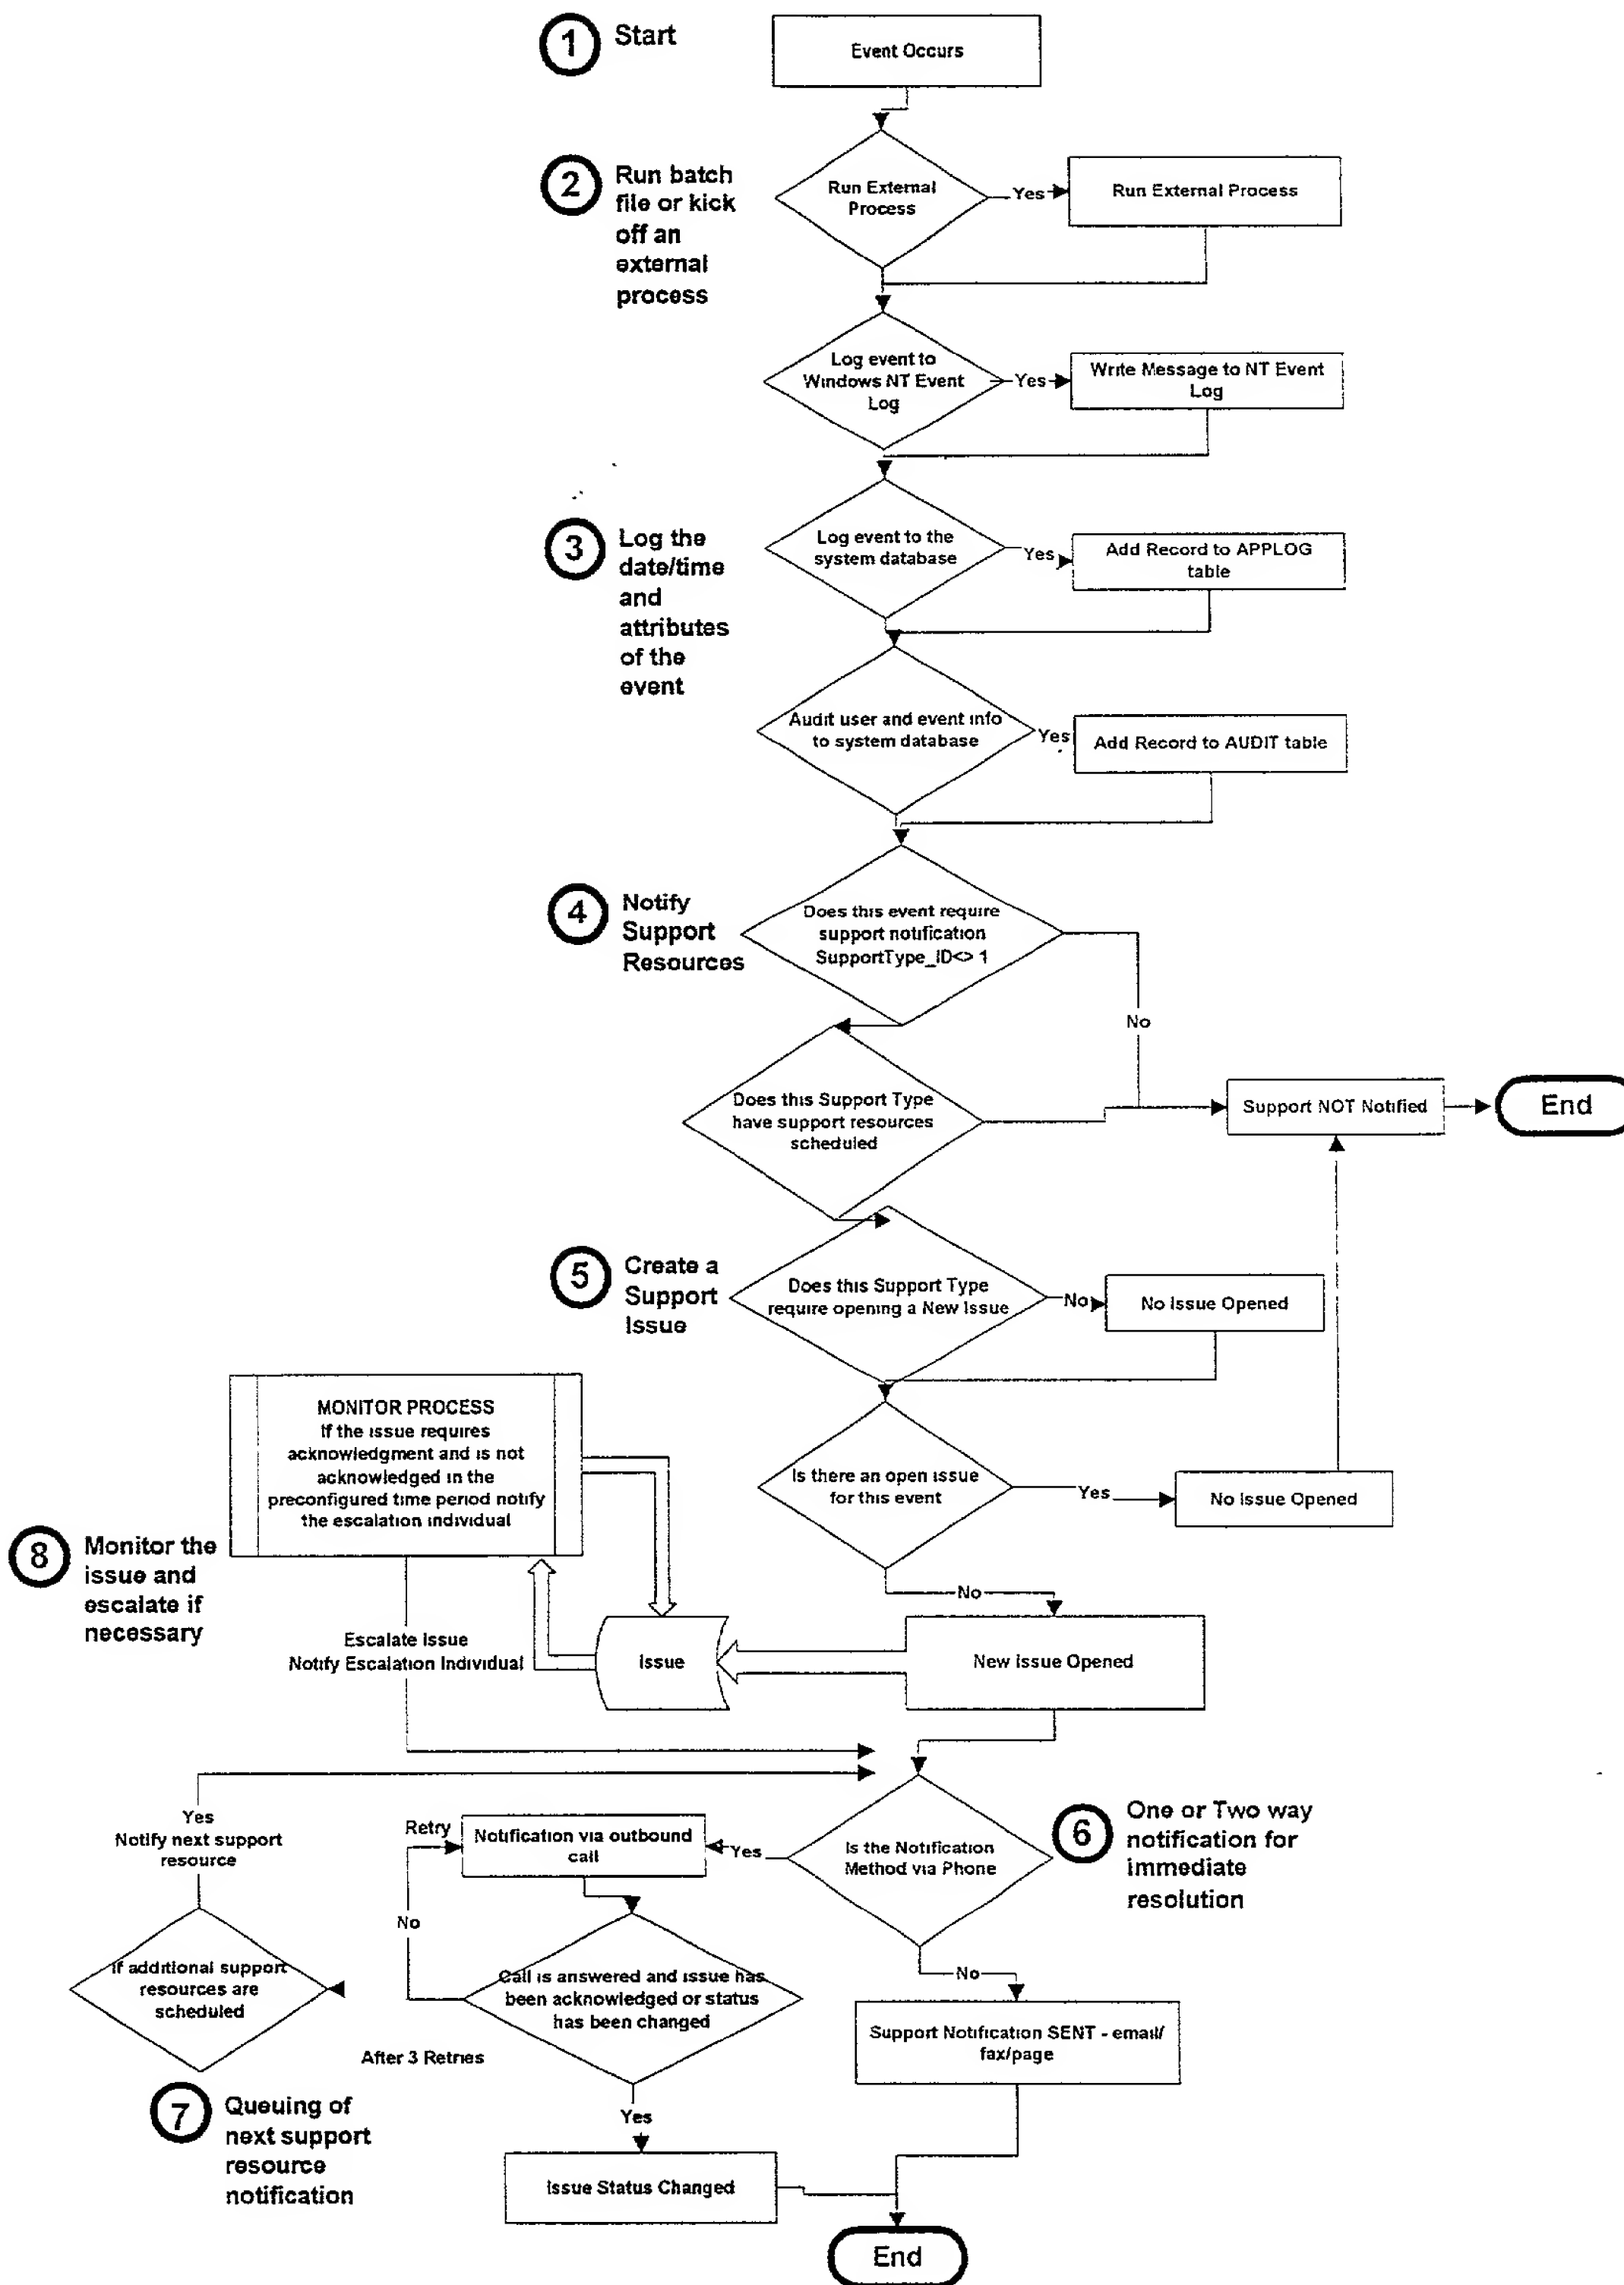 1
Start
Event Occurs
2
Run batch
file or kick
off an
external
process
Run External
Process
Yes
Run External Process
Log event to
Windows NT Event
Log
Yes
Write Message to NT Event
Log
3
Log the
date/time
and
attributes
of the
event
Log event to the
system database
Yes
Add Record to APPLOG
table
Audit user and event info
to system database
Yes
Add Record to AUDIT table
4
Notify
Support
Resources
Does this event require
support notification
SupportType_ID<> 1
No
Does this Support Type
have support resources
scheduled
Support NOT Notified
End
5
Create a
Support
Issue
Does this Support Type
require opening a New Issue
No
No Issue Opened
MONITOR PROCESS
If the issue requires
acknowledgment and is not
acknowledged in the
preconfigured time period notify
the escalation individual
Is there an open issue
for this event
Yes
No Issue Opened
8
Monitor the
issue and
escalate if
necessary
No
Escalate Issue
Notify Escalation Individual
Issue
New Issue Opened
Yes
Notify next support
resource
Retry
Notification via outbound
call
Yes
Is the Notification
Method via Phone
6
One or Two way
notification for
immediate
resolution
No
If additional support
resources are
scheduled
Call is answered and issue has
been acknowledged or status
has been changed
No
After 3 Retries
Support Notification SENT - email/
fax/page
7
Queuing of
next support
resource
notification
Yes
Issue Status Changed
End